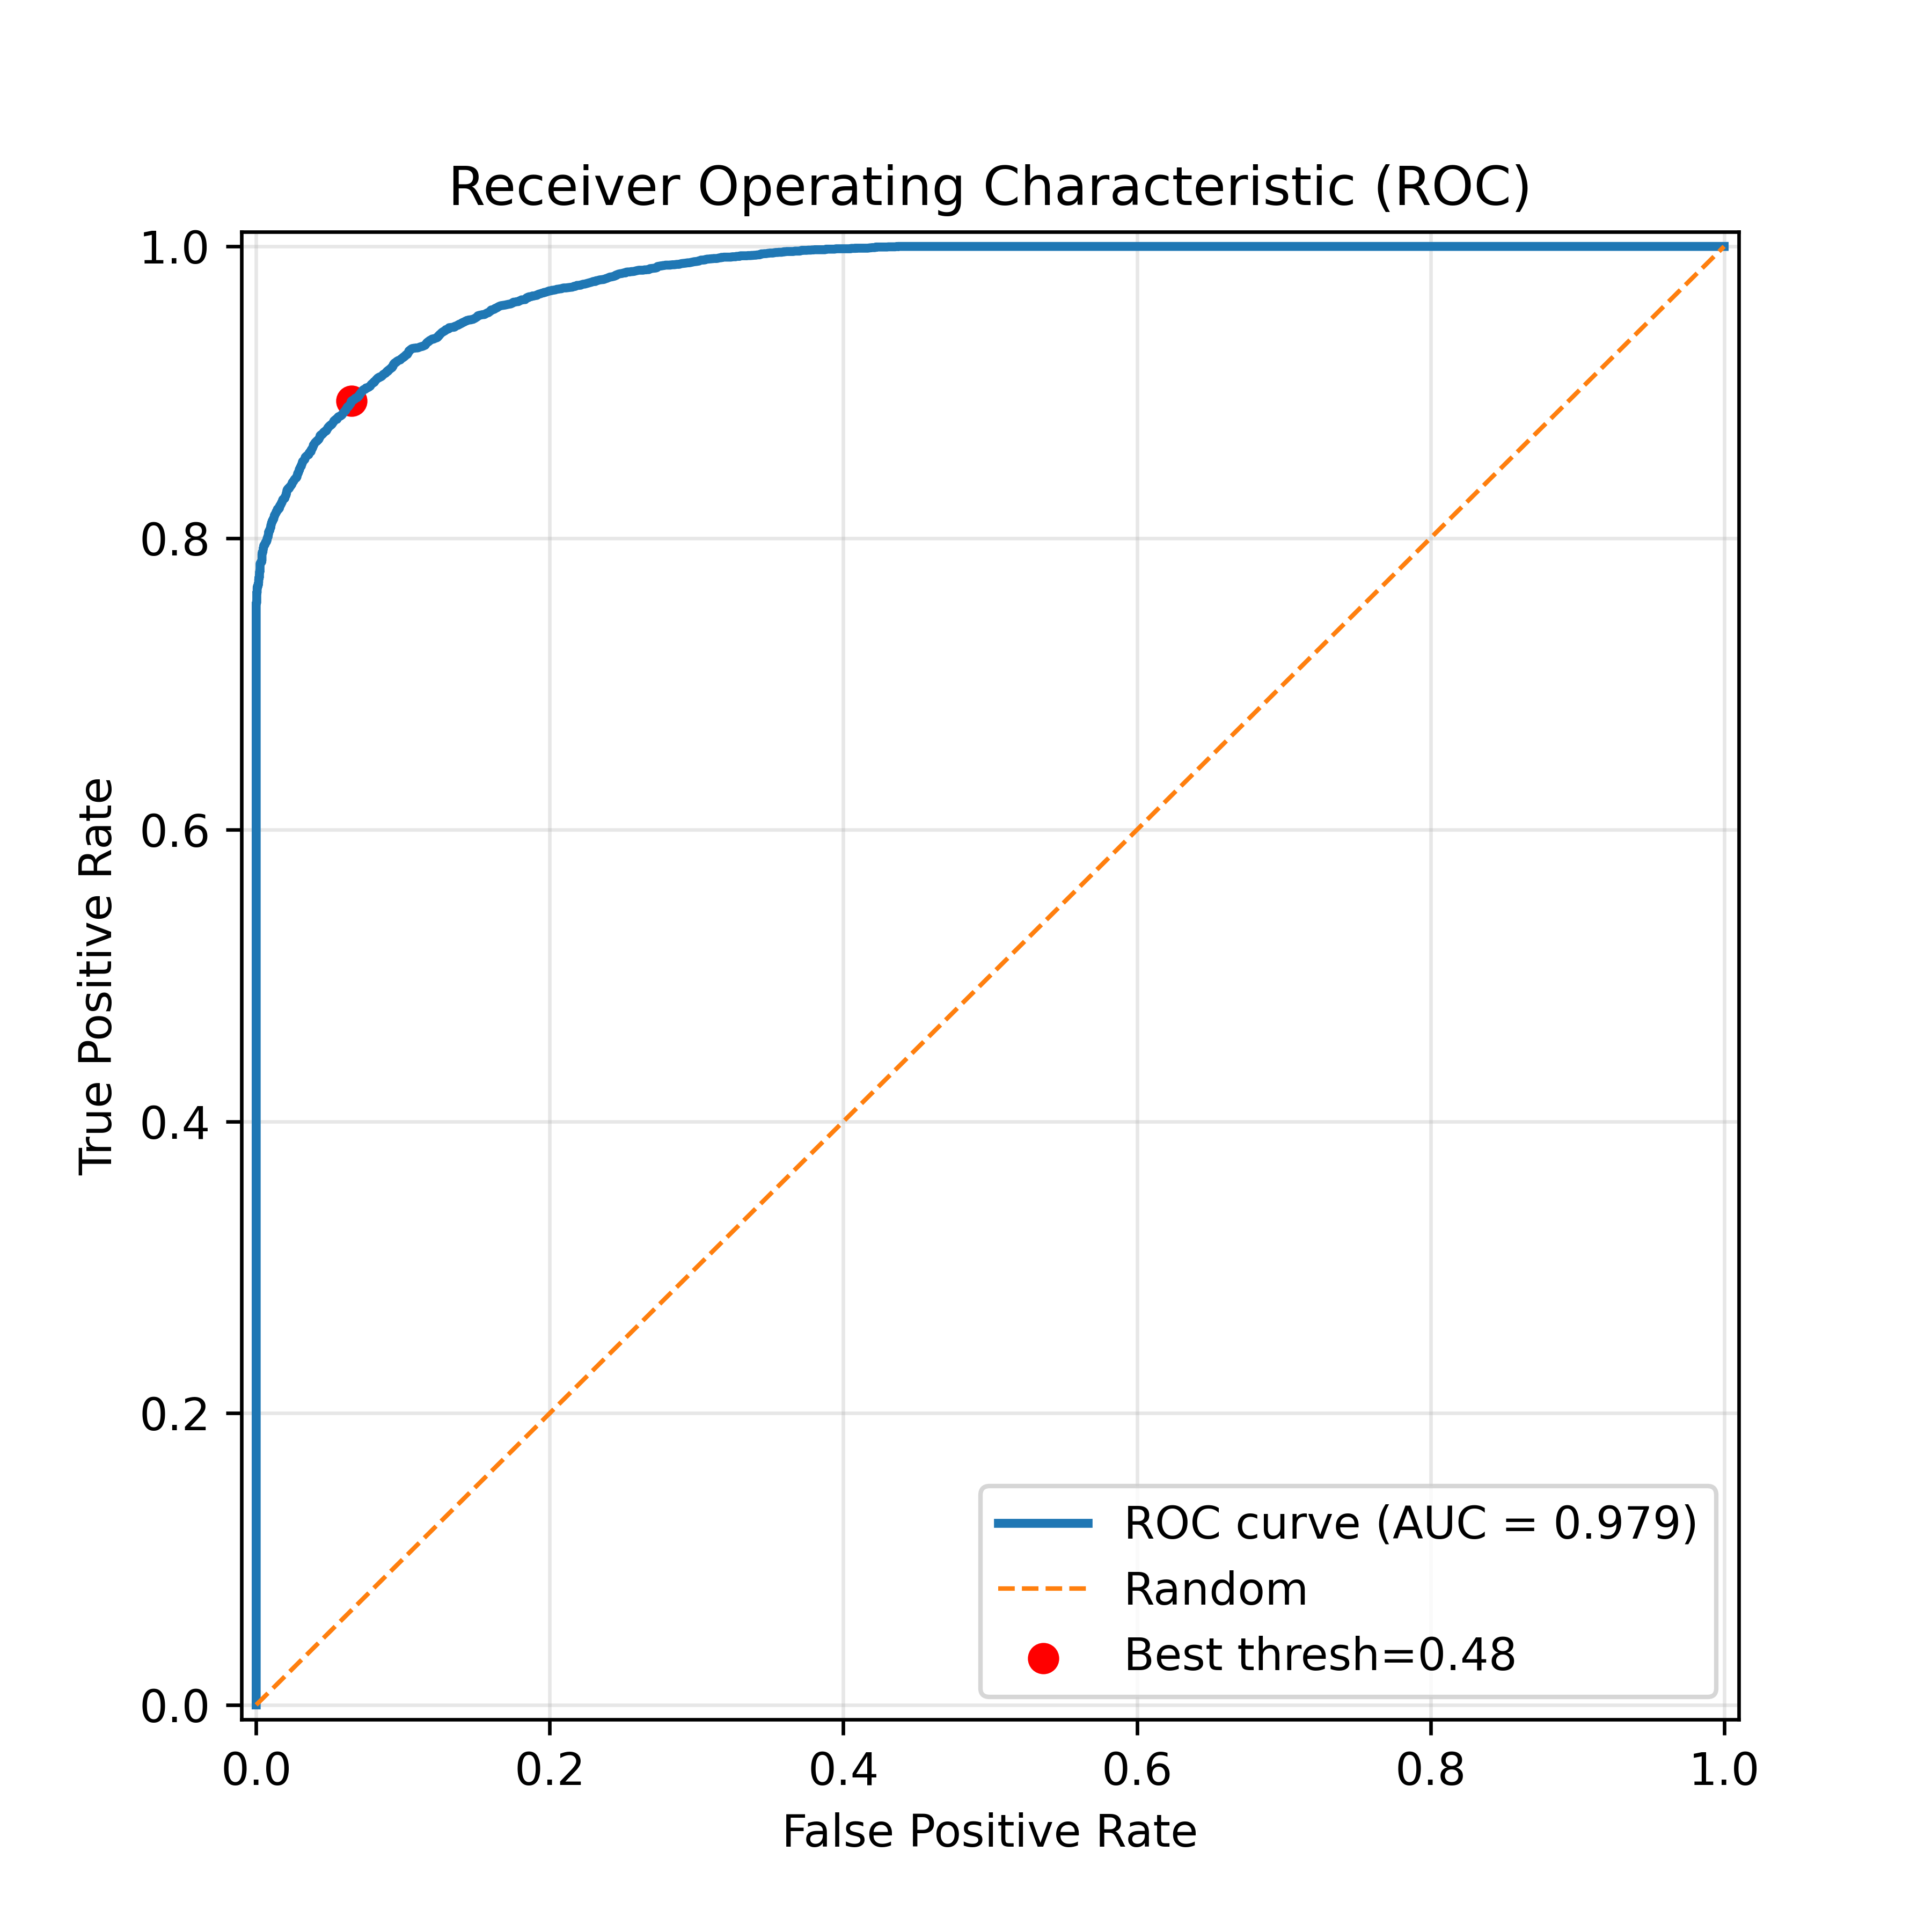 Receiver Operating Characteristic (ROC)
1.0
0.8
0.6
0.4
0.2
0.0
True Positive Rate
0.0 0.2 0.4 0.6 0.8 1.0
False Positive Rate
ROC curve (AUC = 0.979)
Random
Best thresh=0.48